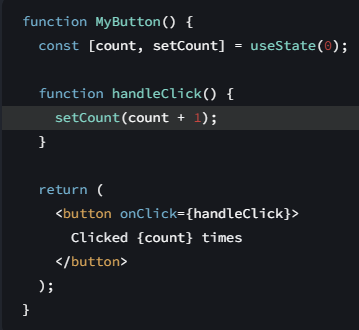 function MyButton() {
  const [count, setCount] = useState(0);

  function handleClick() {
    setCount(count + 1);
  }

  return (
    <button onClick={handleClick}>
      Clicked {count} times
    </button>
  );
}